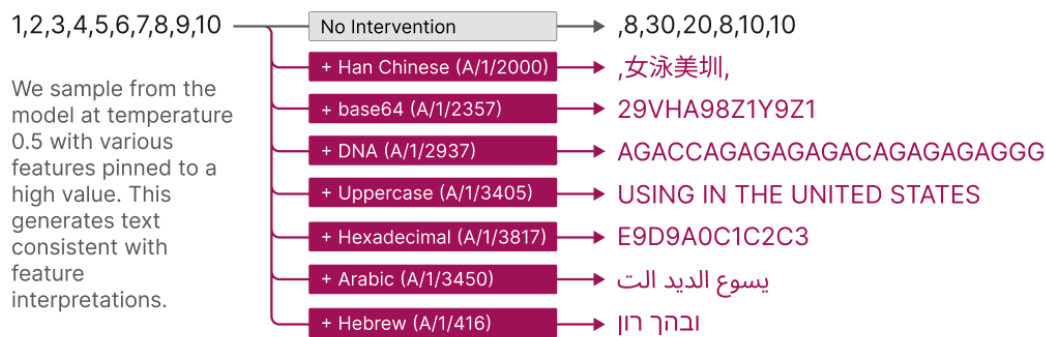 1,2,3,4,5,6,7,8,9,10
No Intervention
,8,30,20,8,10,10
We sample from the
model at temperature
0.5 with various
features pinned to a
high value. This
generates text
consistent with
feature
interpretations.
+ Han Chinese (A/1/2000)
,女泳美圳,
+ base64 (A/1/2357)
29VHA98Z1Y9Z1
+ DNA (A/1/2937)
AGACCAGAGAGAGACAGAGAGAGGG
+ Uppercase (A/1/3405)
USING IN THE UNITED STATES
+ Hexadecimal (A/1/3817)
E9D9A0C1C2C3
+ Arabic (A/1/3450)
يسوع الديد الت
+ Hebrew (A/1/416)
ובהך רון